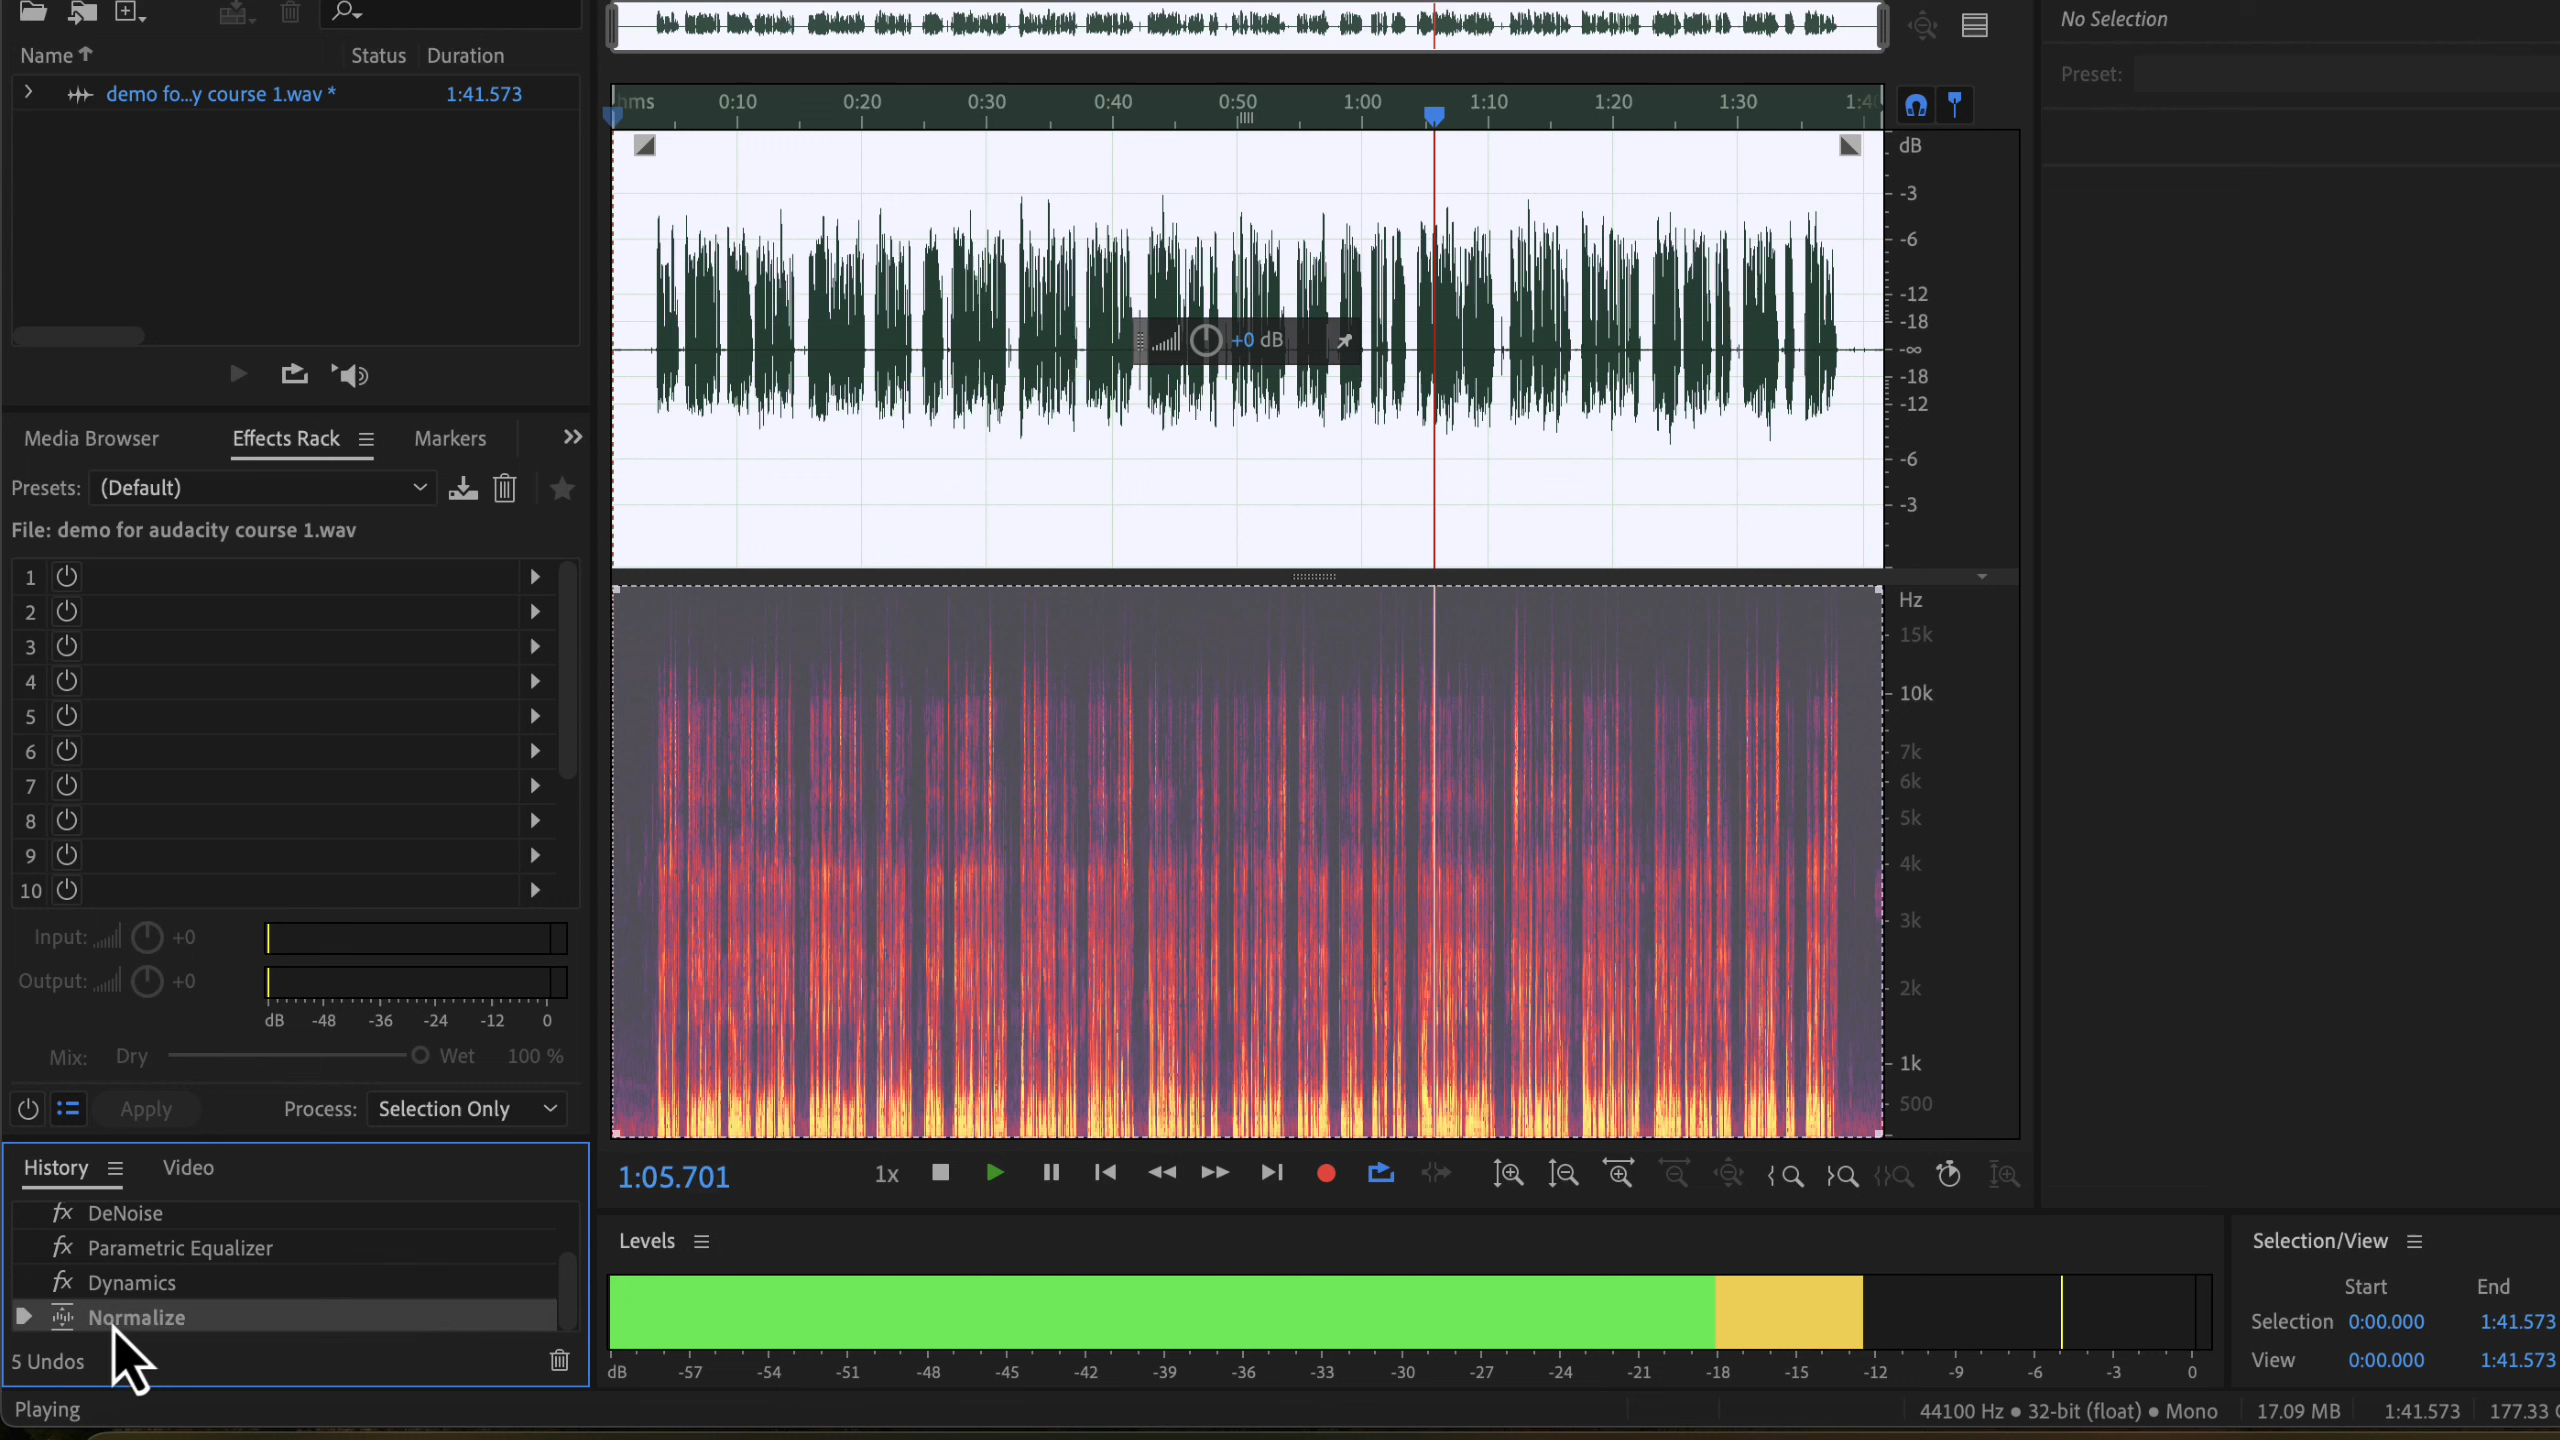 Name Status Duration
demo fo...y course 1.wav * 1:41.573
Media Browser Effects Rack Markers
Presets: (Default)
File: demo for audacity course 1.wav
1
2
3
4
5
6
7
8
9
10
Input: +0
Output: +0
dB -48 -36 -24 -12 0
Mix: Dry Wet 100 %
Apply Process: Selection Only
History Video
DeNoise
Parametric Equalizer
Dynamics
Normalize
5 Undos
Playing
hms 0:10 0:20 0:30 0:40 0:50 1:00 1:10 1:20 1:30 1:40
dB
-3
-6
-12
-18
-∞
-18
-12
-6
-3
+0 dB
Hz
15k
10k
7k
6k
5k
4k
3k
2k
1k
500
1:05.701 1x
Levels
dB -57 -54 -51 -48 -45 -42 -39 -36 -33 -30 -27 -24 -21 -18 -15 -12 -9 -6 -3 0
No Selection
Preset:
Selection/View
Start End
Selection 0:00.000 1:41.573
View 0:00.000 1:41.573
44100 Hz ● 32-bit (float) ● Mono 17.09 MB 1:41.573 177.33